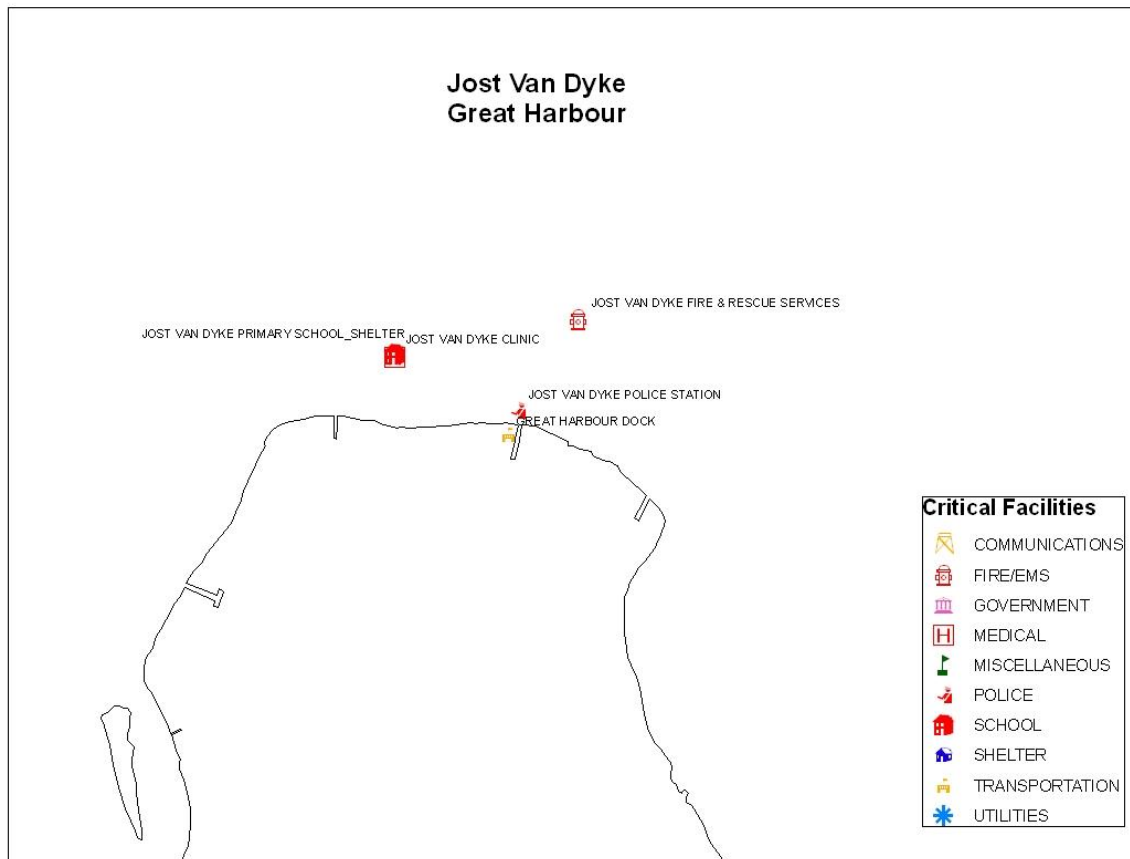 Jost Van Dyke
Great Harbour
JOST VAN DYKE FIRE & RESCUE SERVICES
JOST VAN DYKE PRIMARY SCHOOL_SHELTER
JOST VAN DYKE CLINIC
JOST VAN DYKE POLICE STATION
GREAT HARBOUR DOCK
Critical Facilities
COMMUNICATIONS
FIRE/EMS
GOVERNMENT
H MEDICAL
MISCELLANEOUS
POLICE
SCHOOL
SHELTER
TRANSPORTATION
UTILITIES